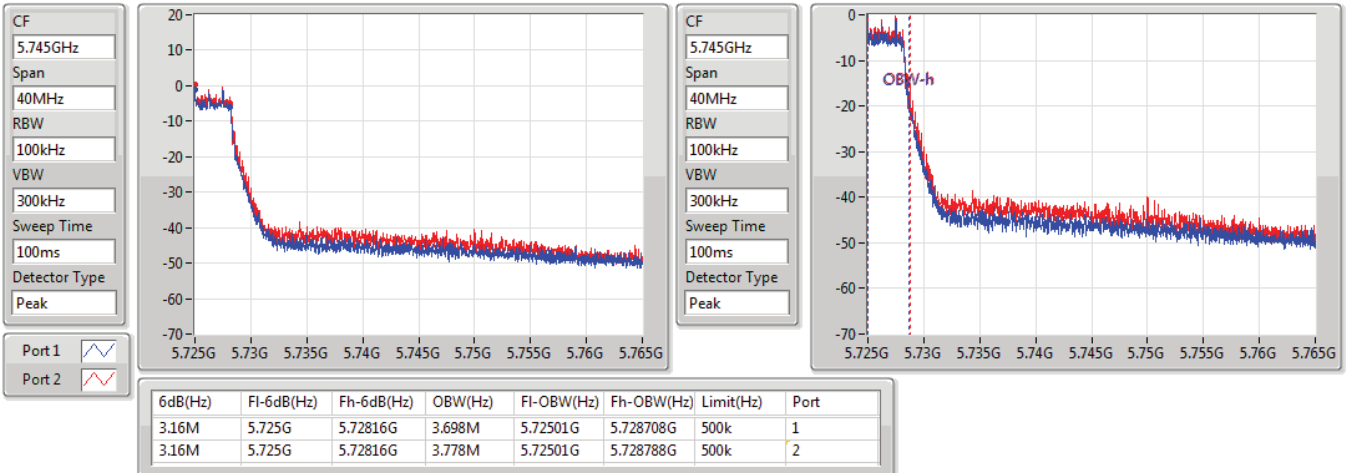 CF
5.745GHz
Span
40MHz
RBW
100kHz
VBW
300kHz
Sweep Time
100ms
Detector Type
Peak
Port 1
Port 2
20
10
0
-10
-20
-30
-40
-50
-60
-70
5.725G 5.73G 5.735G 5.74G 5.745G 5.75G 5.755G 5.76G 5.765G
CF
5.745GHz
Span
40MHz
RBW
100kHz
VBW
300kHz
Sweep Time
100ms
Detector Type
Peak
0
-10
-20
-30
-40
-50
-60
-70
OBW-h
5.725G 5.73G 5.735G 5.74G 5.745G 5.75G 5.755G 5.76G 5.765G
6dB(Hz) Fl-6dB(Hz) Fh-6dB(Hz) OBW(Hz) Fl-OBW(Hz) Fh-OBW(Hz) Limit(Hz) Port
3.16M 5.725G 5.72816G 3.698M 5.72501G 5.728708G 500k 1
3.16M 5.725G 5.72816G 3.778M 5.72501G 5.728788G 500k 2